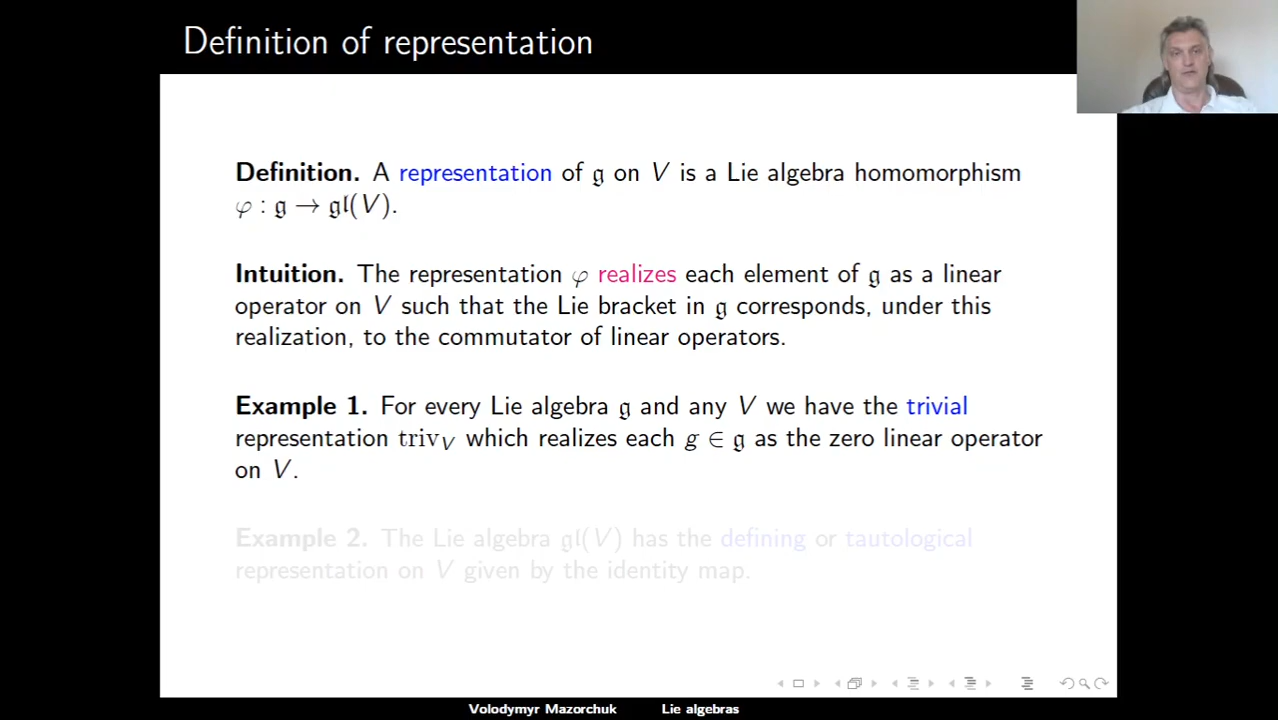 Definition of representation
Definition. A representation of 𝔤 on V is a Lie algebra homomorphism
φ : 𝔤 → 𝔤𝔩(V).
Intuition. The representation φ realizes each element of 𝔤 as a linear
operator on V such that the Lie bracket in 𝔤 corresponds, under this
realization, to the commutator of linear operators.
Example 1. For every Lie algebra 𝔤 and any V we have the trivial
representation triv_V which realizes each g ∈ 𝔤 as the zero linear operator
on V.
Example 2. The Lie algebra 𝔤𝔩(V) has the defining or tautological
representation on V given by the identity map.
Volodymyr Mazorchuk Lie algebras